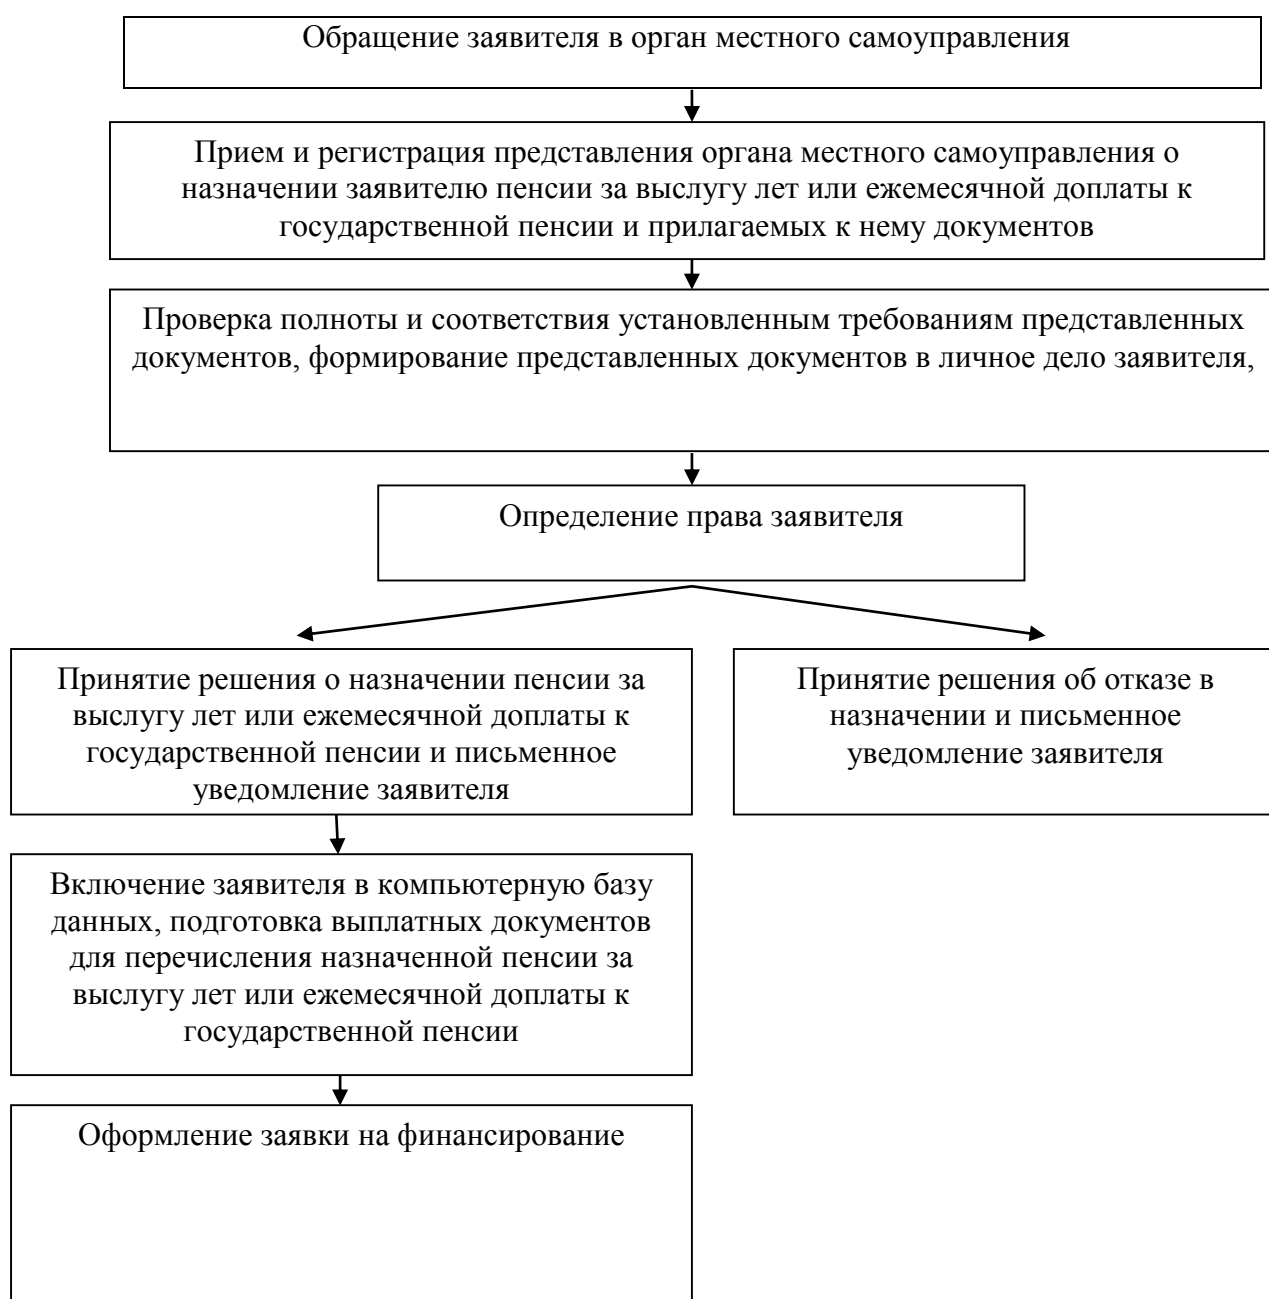 Обращение заявителя в орган местного самоуправления
Прием и регистрация представления органа местного самоуправления о
назначении заявителю пенсии за выслугу лет или ежемесячной доплаты к
государственной пенсии и прилагаемых к нему документов
Проверка полноты и соответствия установленным требованиям представленных
документов, формирование представленных документов в личное дело заявителя,
Определение права заявителя
Принятие решения о назначении пенсии за
выслугу лет или ежемесячной доплаты к
государственной пенсии и письменное
уведомление заявителя
Принятие решения об отказе в
назначении и письменное
уведомление заявителя
Включение заявителя в компьютерную базу
данных, подготовка выплатных документов
для перечисления назначенной пенсии за
выслугу лет или ежемесячной доплаты к
государственной пенсии
Оформление заявки на финансирование